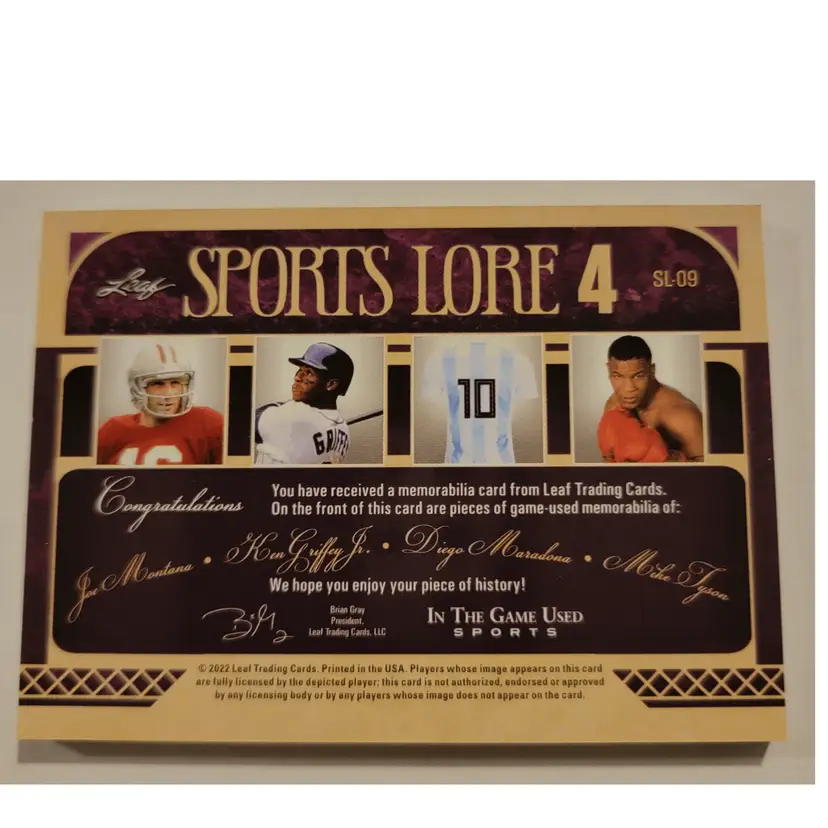 Leaf SPORTS LORE 4 SL-09
16 GRIFFEY 10
Congratulations You have received a memorabilia card from Leaf Trading Cards.
On the front of this card are pieces of game-used memorabilia of:
Joe Montana • Ken Griffey Jr. • Diego Maradona • Mike Tyson
We hope you enjoy your piece of history!
Brian Gray
President,
Leaf Trading Cards, LLC
IN THE GAME USED
SPORTS
© 2022 Leaf Trading Cards. Printed in the USA. Players whose image appears on this card
are fully licensed by the depicted player; this card is not authorized, endorsed or approved
by any licensing body or by any players whose image does not appear on the card.